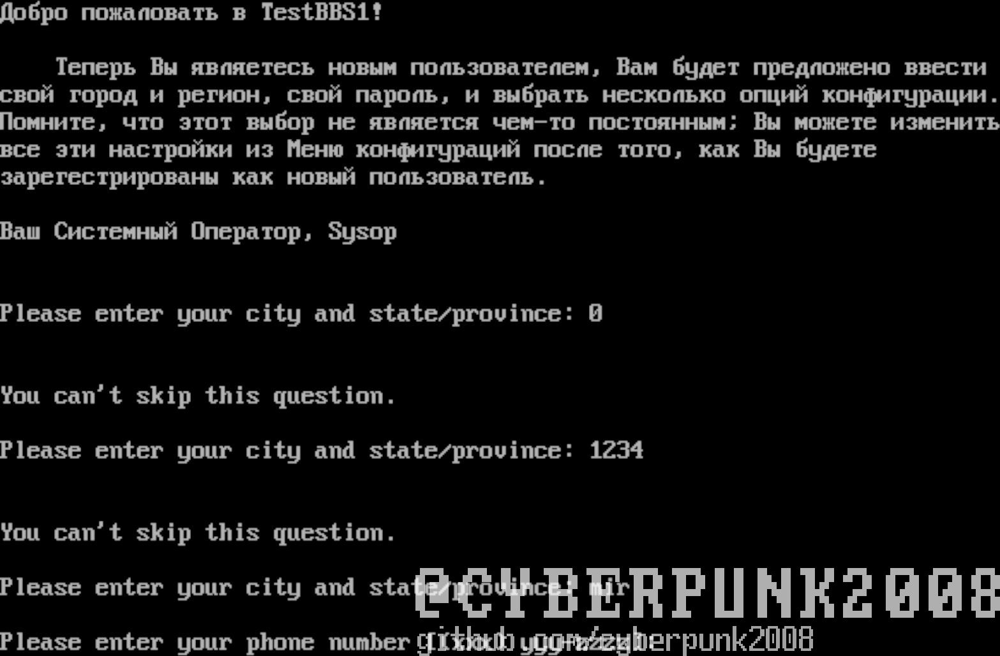 Добро пожаловать в TestBBS1!
Теперь Вы являетесь новым пользователем, Вам будет предложено ввести
свой город и регион, свой пароль, и выбрать несколько опций конфигурации.
Помните, что этот выбор не является чем-то постоянным; Вы можете изменить
все эти настройки из Меню конфигураций после того, как Вы будете
зарегестрированы как новый пользователь.
Ваш Системный Оператор, Sysop
Please enter your city and state/province: 0
You can't skip this question.
Please enter your city and state/province: 1234
You can't skip this question.
Please enter your city and state/province: mir
@CYBERPUNK2008
Please enter your phone number [(xxx) yyy-zzzz]:
github.com/cyberpunk2008